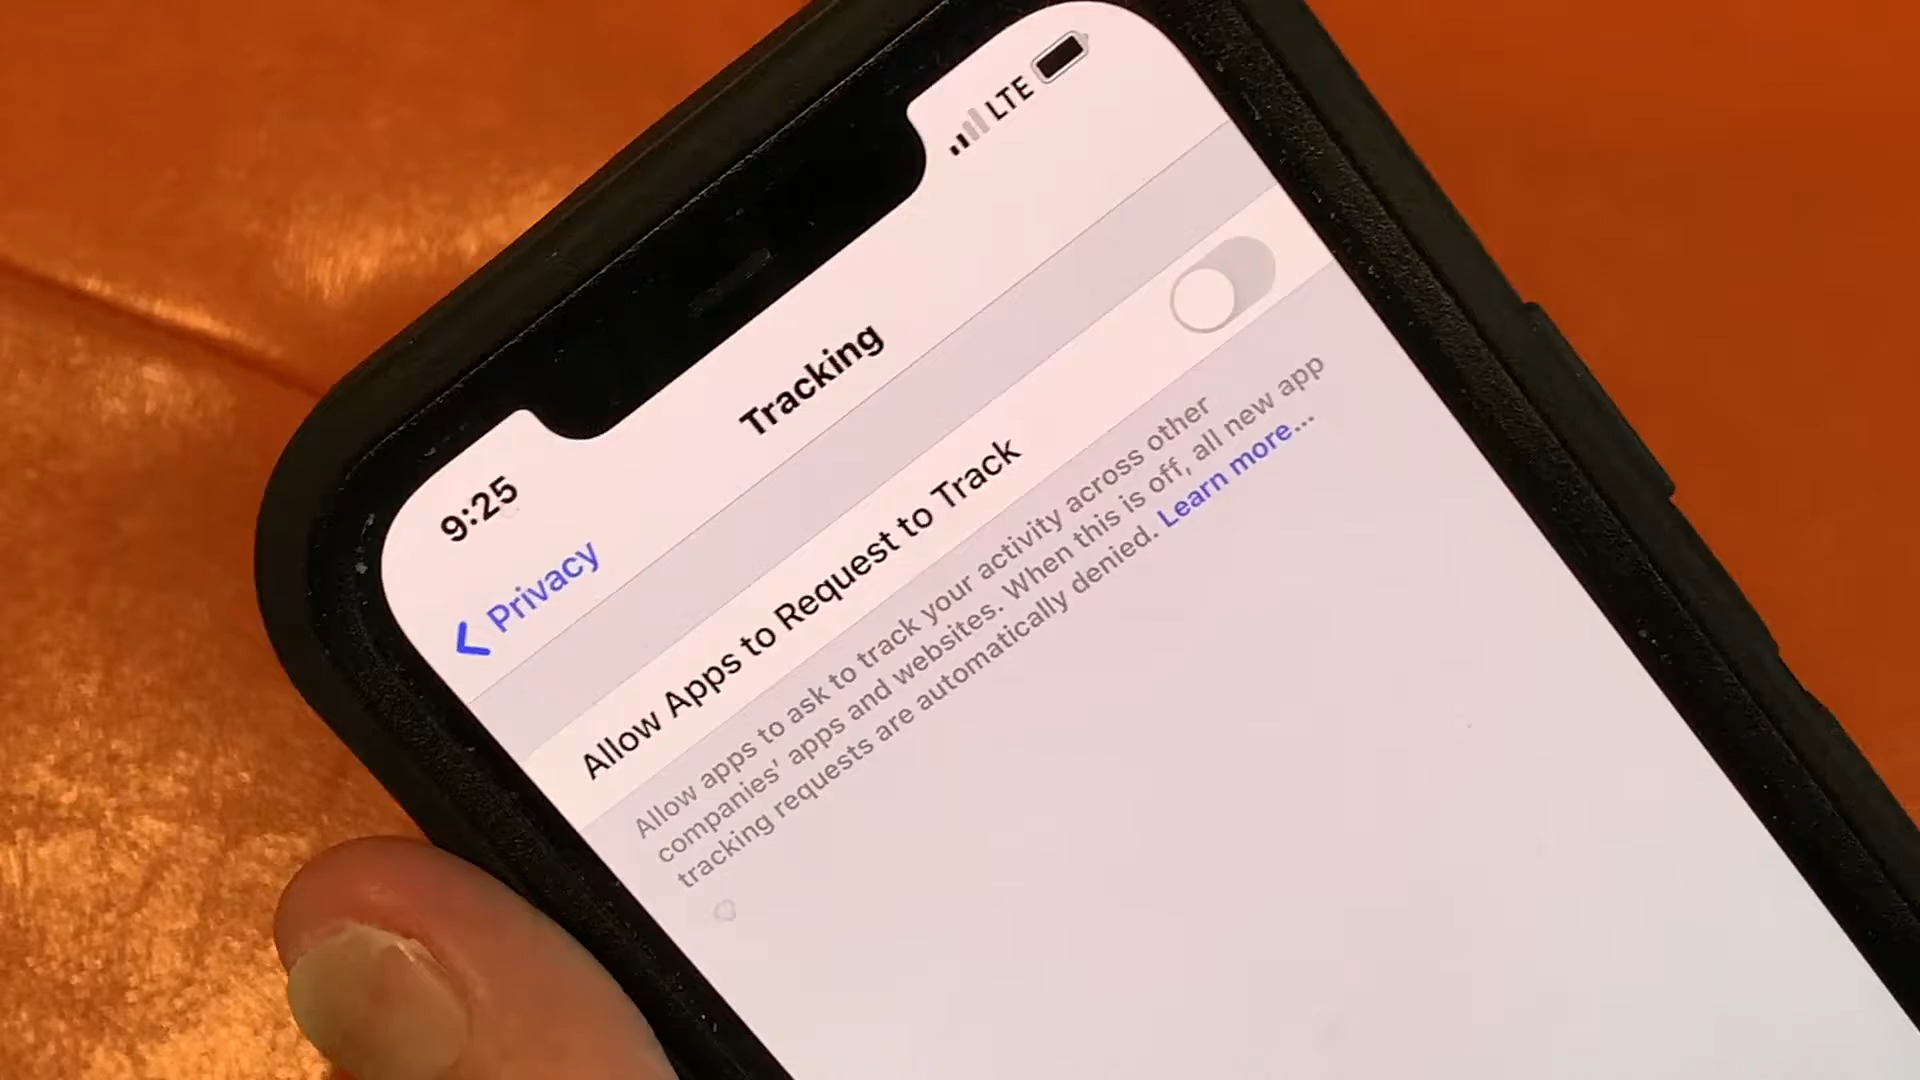 9:25
LTE
Privacy
Tracking
Allow Apps to Request to Track
Allow apps to ask to track your activity across other
companies' apps and websites. When this is off, all new app
tracking requests are automatically denied. Learn more...